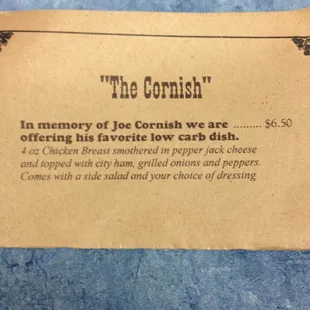 "The Cornish"
In memory of Joe Cornish we are ......... $6.50
offering his favorite low carb dish.
4 oz Chicken Breast smothered in pepper jack cheese
and topped with city ham, grilled onions and peppers.
Comes with a side salad and your choice of dressing